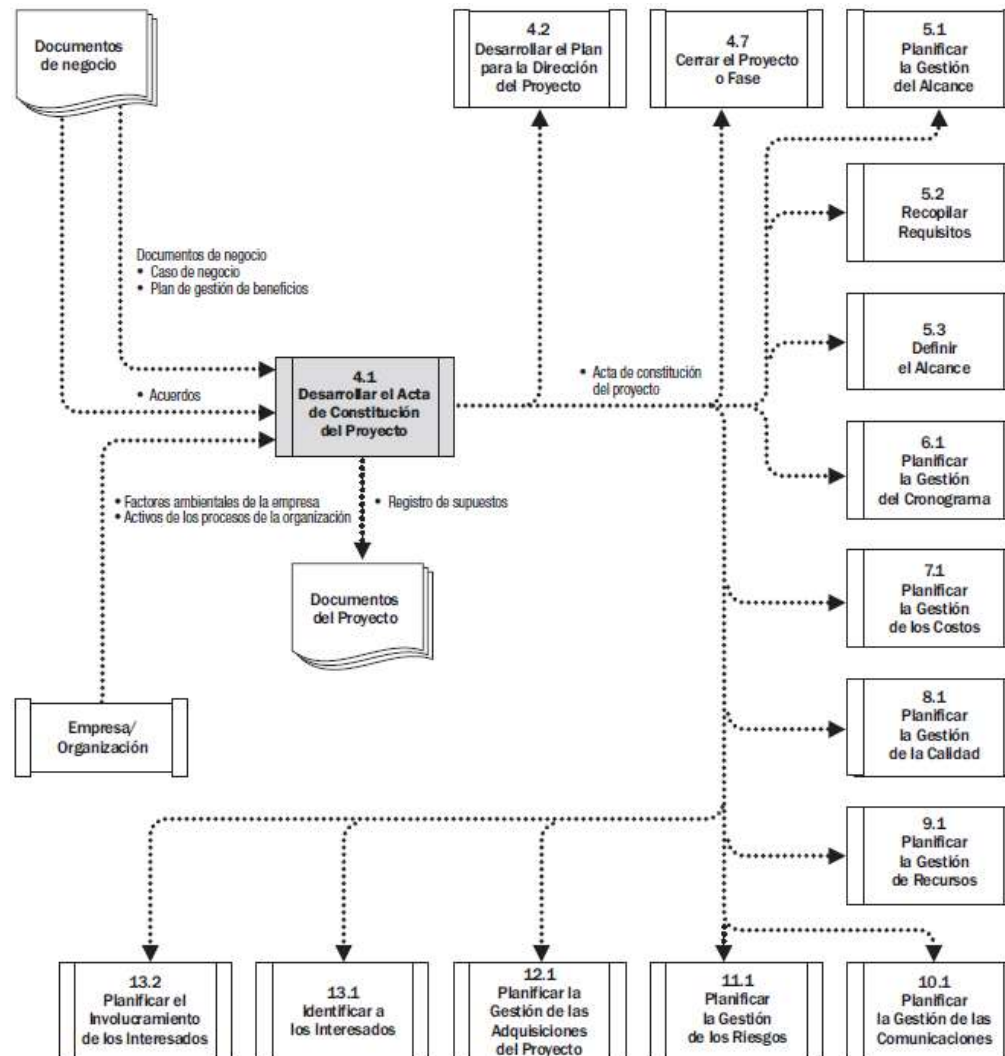 Documentos
de negocio
4.2
Desarrollar el Plan
para la Dirección
del Proyecto
4.7
Cerrar el Proyecto
o Fase
5.1
Planificar
la Gestión
del Alcance
5.2
Recopilar
Requisitos
Documentos de negocio
• Caso de negocio
• Plan de gestión de beneficios
5.3
Definir
el Alcance
4.1
Desarrollar el Acta
de Constitución
del Proyecto
• Acuerdos
• Acta de constitución
del proyecto
6.1
Planificar
la Gestión
del Cronograma
• Factores ambientales de la empresa
• Activos de los procesos de la organización
• Registro de supuestos
Documentos
del Proyecto
7.1
Planificar
la Gestión
de los Costos
Empresa/
Organización
8.1
Planificar
la Gestión
de la Calidad
9.1
Planificar
la Gestión
de Recursos
13.2
Planificar el
Involucramiento
de los Interesados
13.1
Identificar a
los Interesados
12.1
Planificar la
Gestión de las
Adquisiciones
del Proyecto
11.1
Planificar
la Gestión
de los Riesgos
10.1
Planificar
la Gestión de las
Comunicaciones